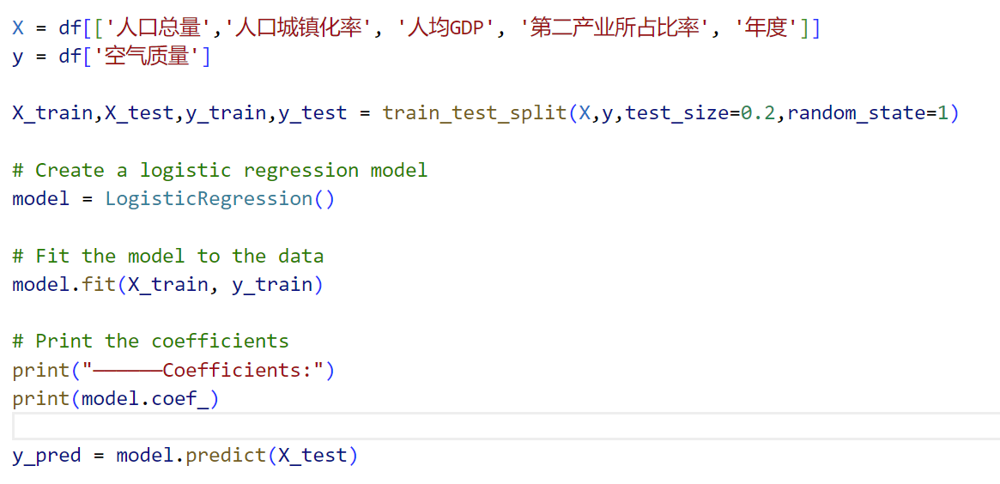 X = df[['人口总量','人口城镇化率', '人均GDP', '第二产业所占比率', '年度']]
y = df['空气质量']
X_train,X_test,y_train,y_test = train_test_split(X,y,test_size=0.2,random_state=1)
# Create a logistic regression model
model = LogisticRegression()
# Fit the model to the data
model.fit(X_train, y_train)
# Print the coefficients
print("——————Coefficients:")
print(model.coef_)
y_pred = model.predict(X_test)